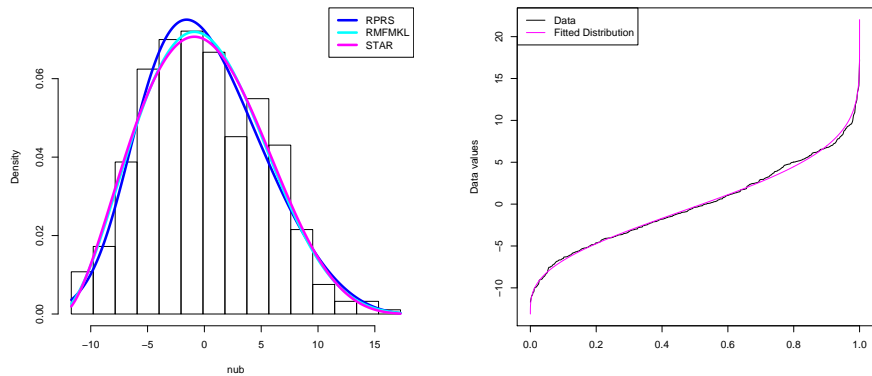 RPRS
RMFMKL
STAR
Density
0.00
0.02
0.04
0.06
−10
−5
0
5
10
15
nub
Data
Fitted Distribution
Data values
−10
−5
0
5
10
15
20
0.0
0.2
0.4
0.6
0.8
1.0